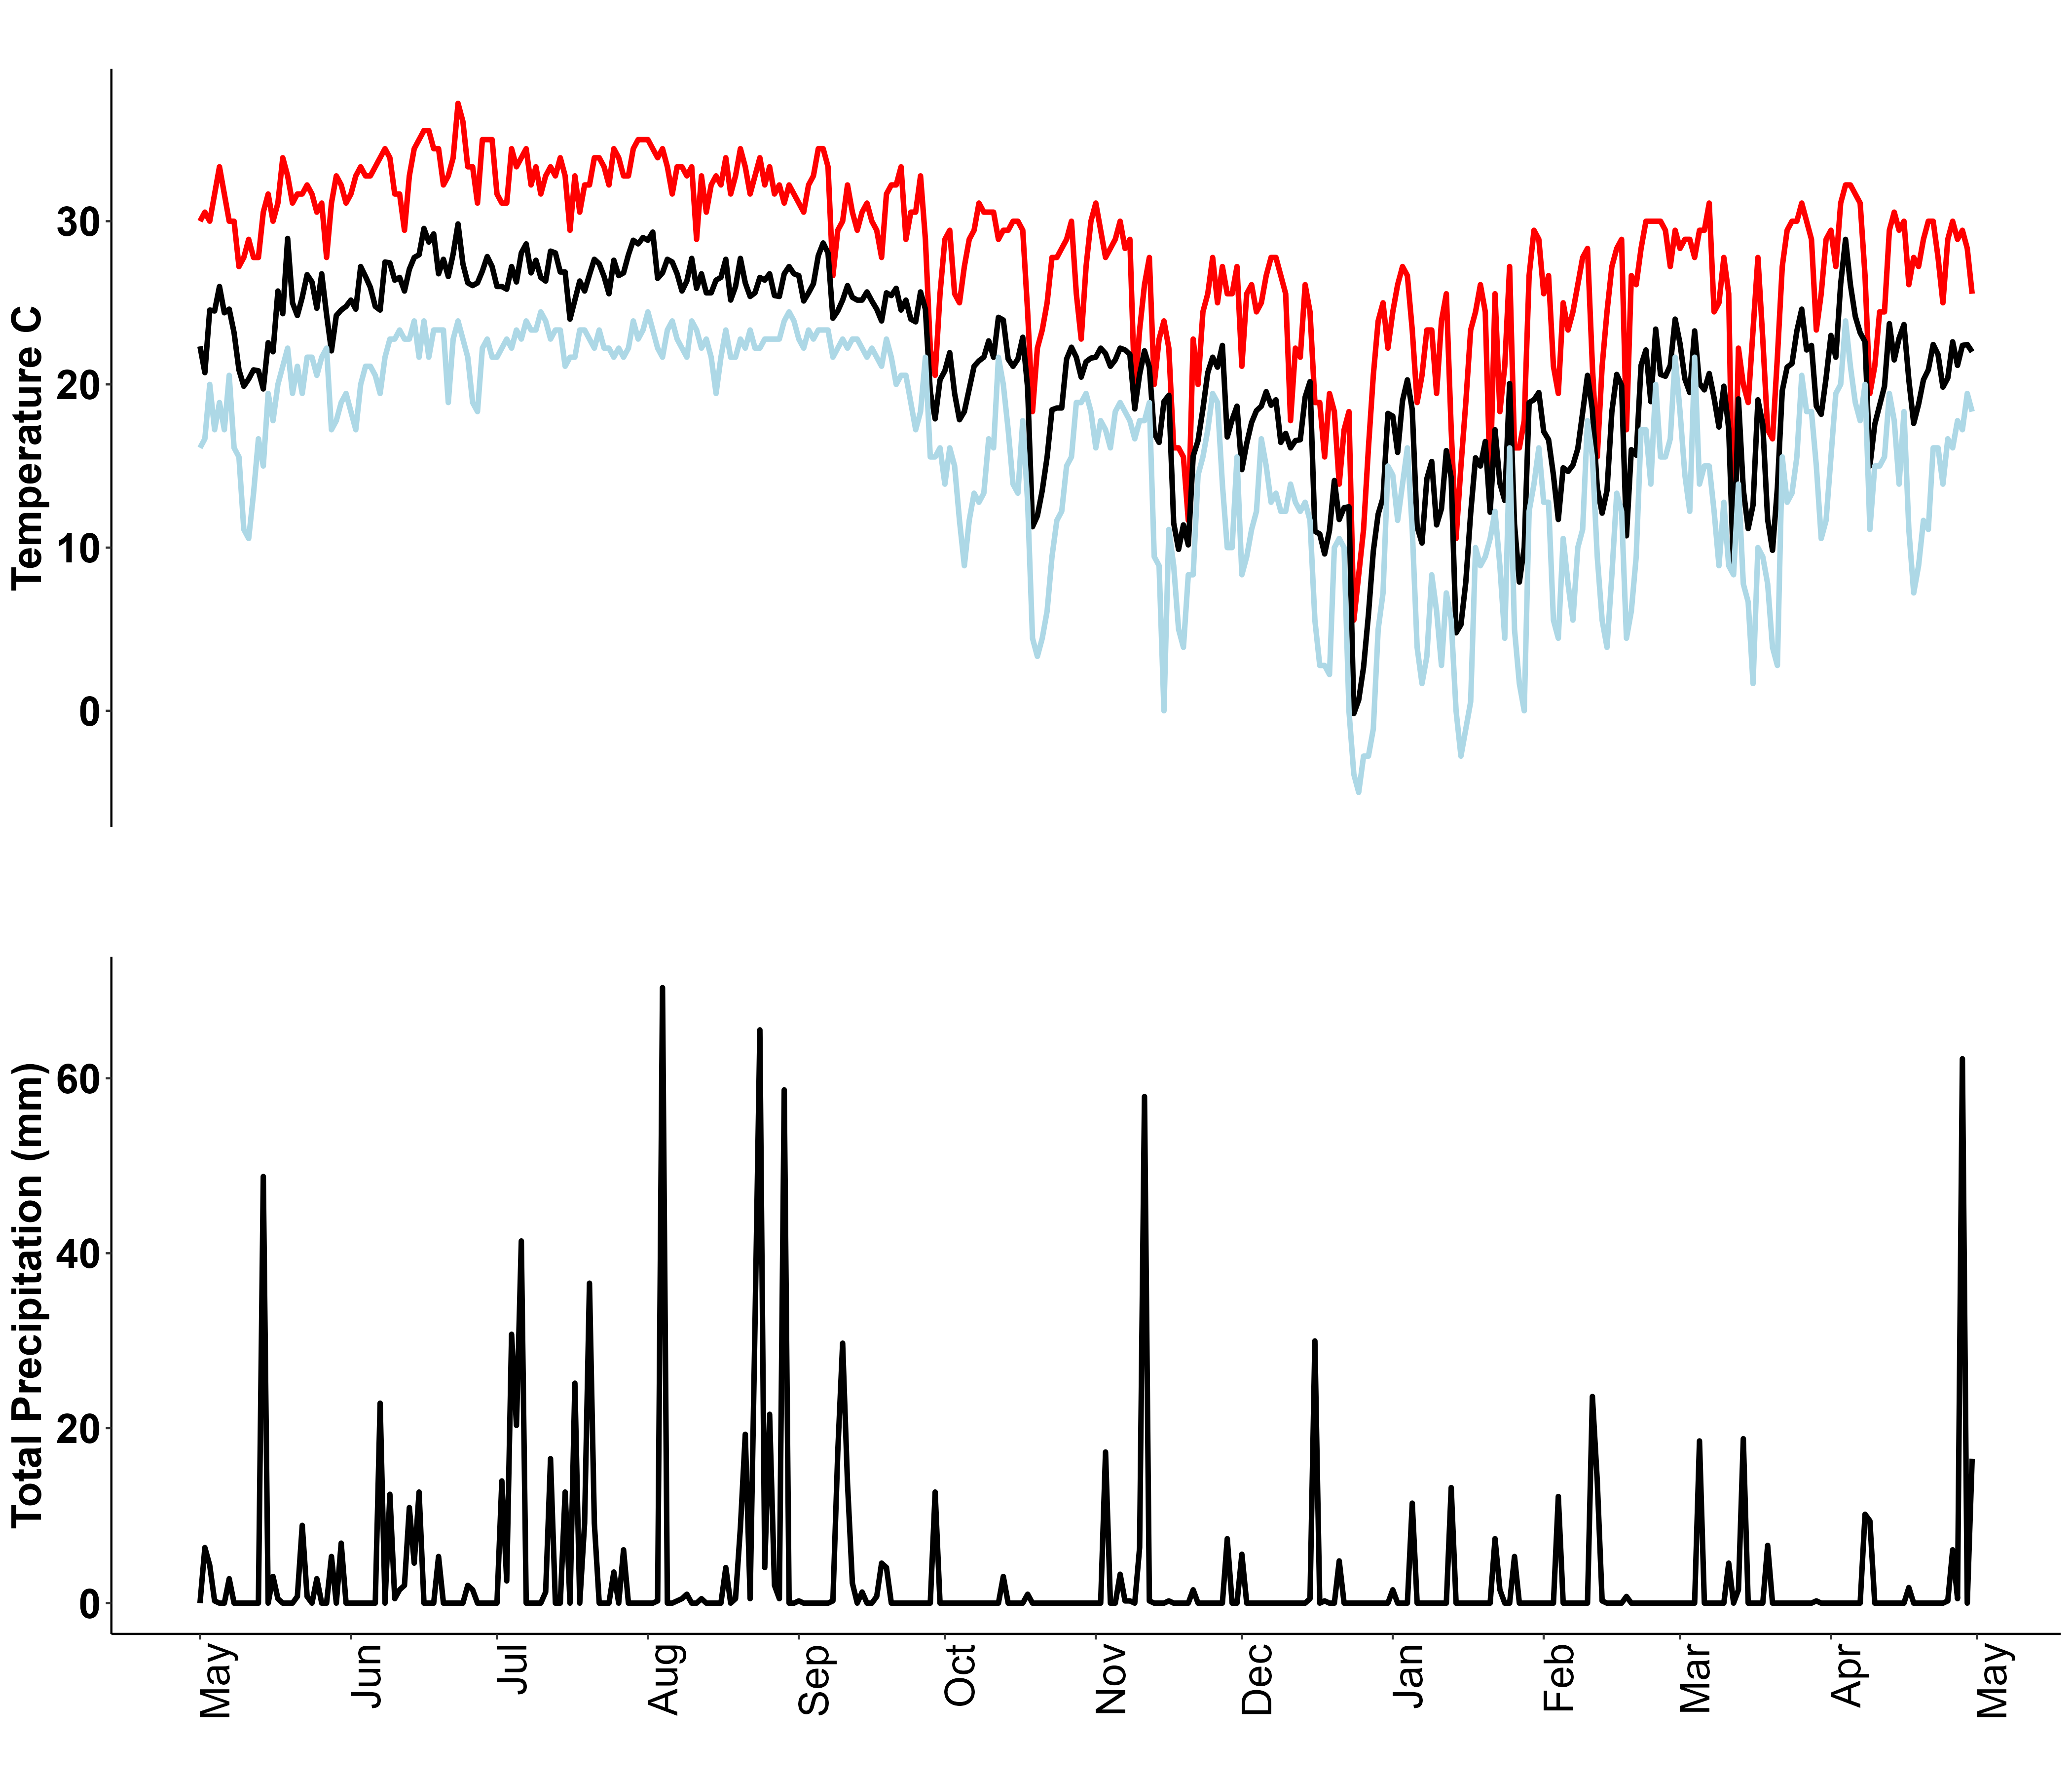 Temperature C
30
20
10
0
Total Precipitation (mm)
60
40
20
0
May
Jun
Jul
Aug
Sep
Oct
Nov
Dec
Jan
Feb
Mar
Apr
May